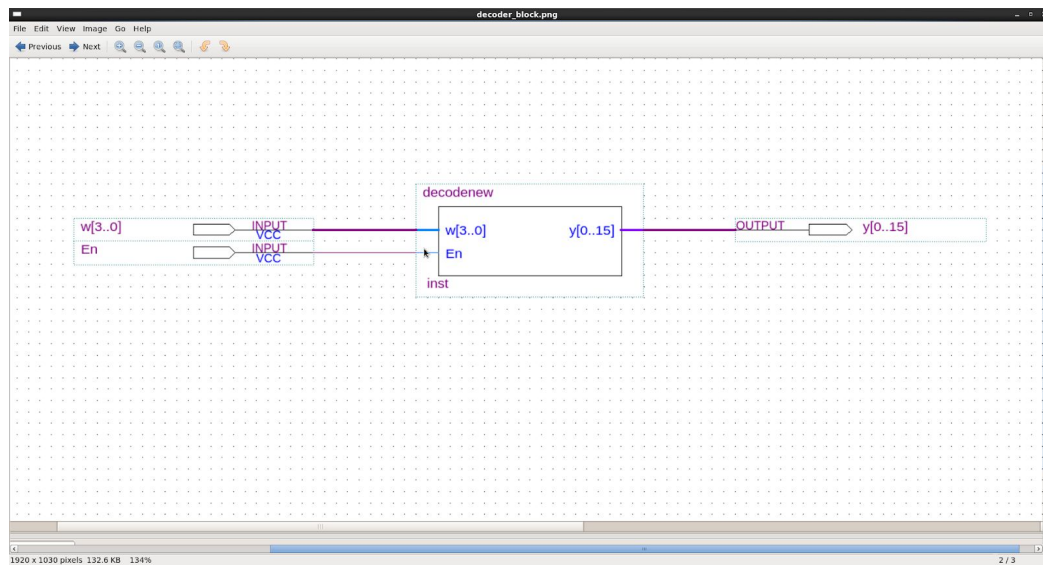 decoder_block.png
File Edit View Image Go Help
Previous Next
decodenew
w[3..0] INPUT VCC w[3..0] y[0..15] OUTPUT y[0..15]
En INPUT VCC En
inst
1920 x 1030 pixels 132.6 KB 134% 2 / 3